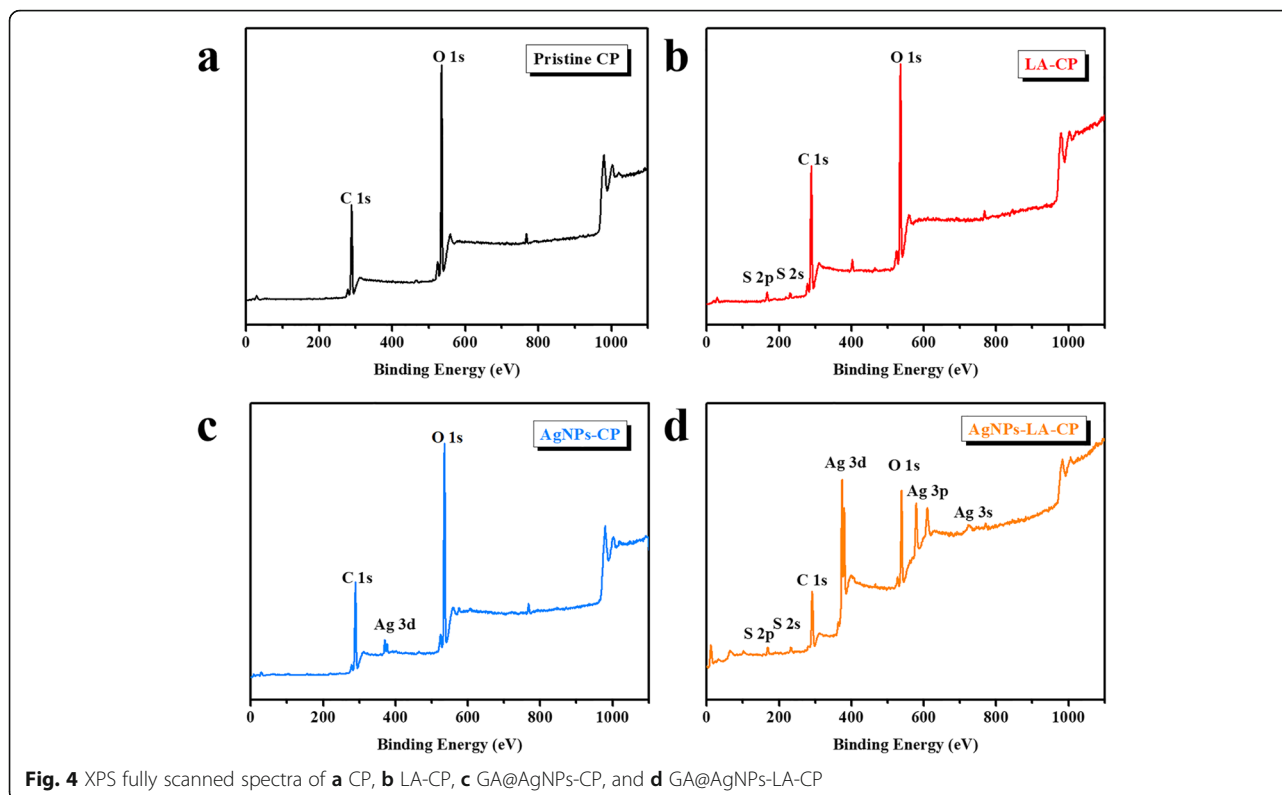 a
Pristine CP
O 1s
C 1s
0 200 400 600 800 1000
Binding Energy (eV)
b
LA-CP
O 1s
C 1s
S 2p
S 2s
0 200 400 600 800 1000
Binding Energy (eV)
c
AgNPs-CP
O 1s
C 1s
Ag 3d
0 200 400 600 800 1000
Binding Energy (eV)
d
AgNPs-LA-CP
Ag 3d
O 1s
Ag 3p
Ag 3s
C 1s
S 2p
S 2s
0 200 400 600 800 1000
Binding Energy (eV)
Fig. 4 XPS fully scanned spectra of a CP, b LA-CP, c GA@AgNPs-CP, and d GA@AgNPs-LA-CP